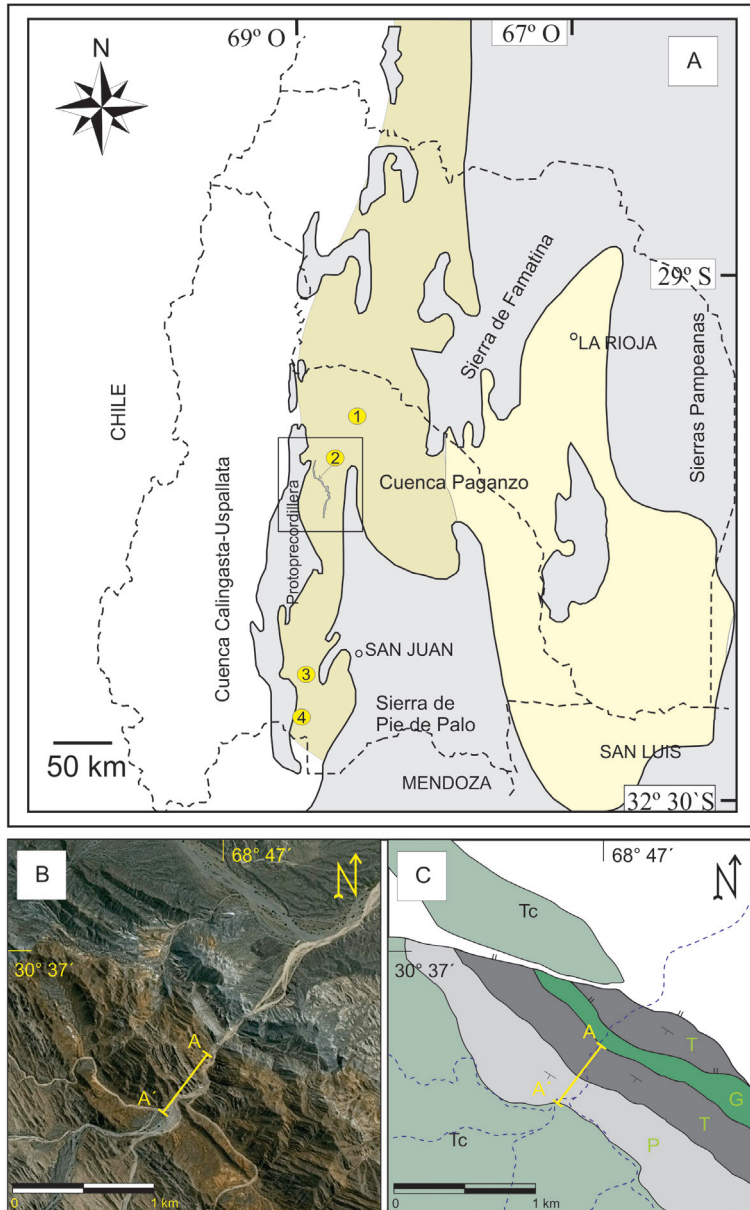 69º O
67º O
N
A
29º S
Sierra de Famatina
LA RIOJA
Sierras Pampeanas
CHILE
1
2
Cuenca Paganzo
Protoprecordillera
Cuenca Calingasta-Uspallata
SAN JUAN
3
Sierra de
Pie de Palo
4
50 km
SAN LUIS
MENDOZA
32º 30`S
B
68° 47´
N
30° 37´
A
A´
0
1 km
C
68° 47´
N
Tc
30° 37´
A
T
A´
G
T
Tc
P
0
1 km